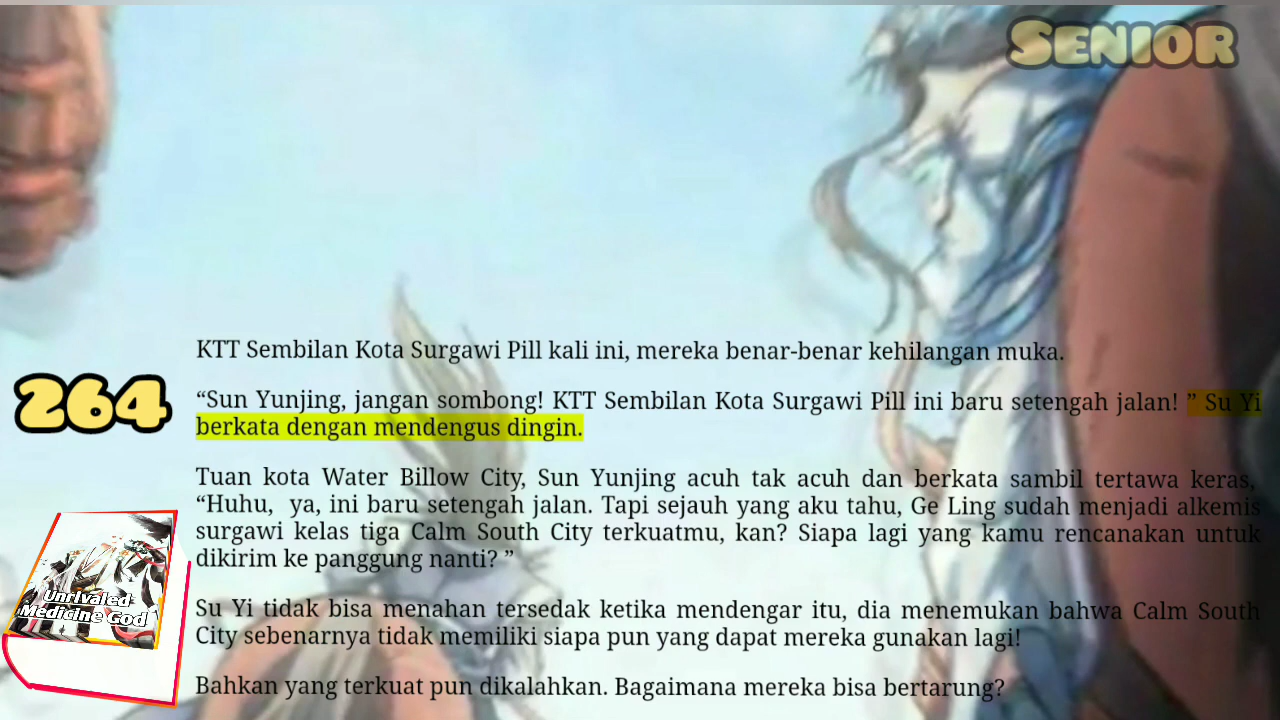 SENIOR
KTT Sembilan Kota Surgawi Pill kali ini, mereka benar-benar kehilangan muka.
264
“Sun Yunjing, jangan sombong! KTT Sembilan Kota Surgawi Pill ini baru setengah jalan! ” Su Yi
berkata dengan mendengus dingin.
Tuan kota Water Billow City, Sun Yunjing acuh tak acuh dan berkata sambil tertawa keras,
“Huhu, ya, ini baru setengah jalan. Tapi sejauh yang aku tahu, Ge Ling sudah menjadi alkemis
surgawi kelas tiga Calm South City terkuatmu, kan? Siapa lagi yang kamu rencanakan untuk
dikirim ke panggung nanti? ”
Unrivaled
Medicine God
Su Yi tidak bisa menahan tersedak ketika mendengar itu, dia menemukan bahwa Calm South
City sebenarnya tidak memiliki siapa pun yang dapat mereka gunakan lagi!
Bahkan yang terkuat pun dikalahkan. Bagaimana mereka bisa bertarung?